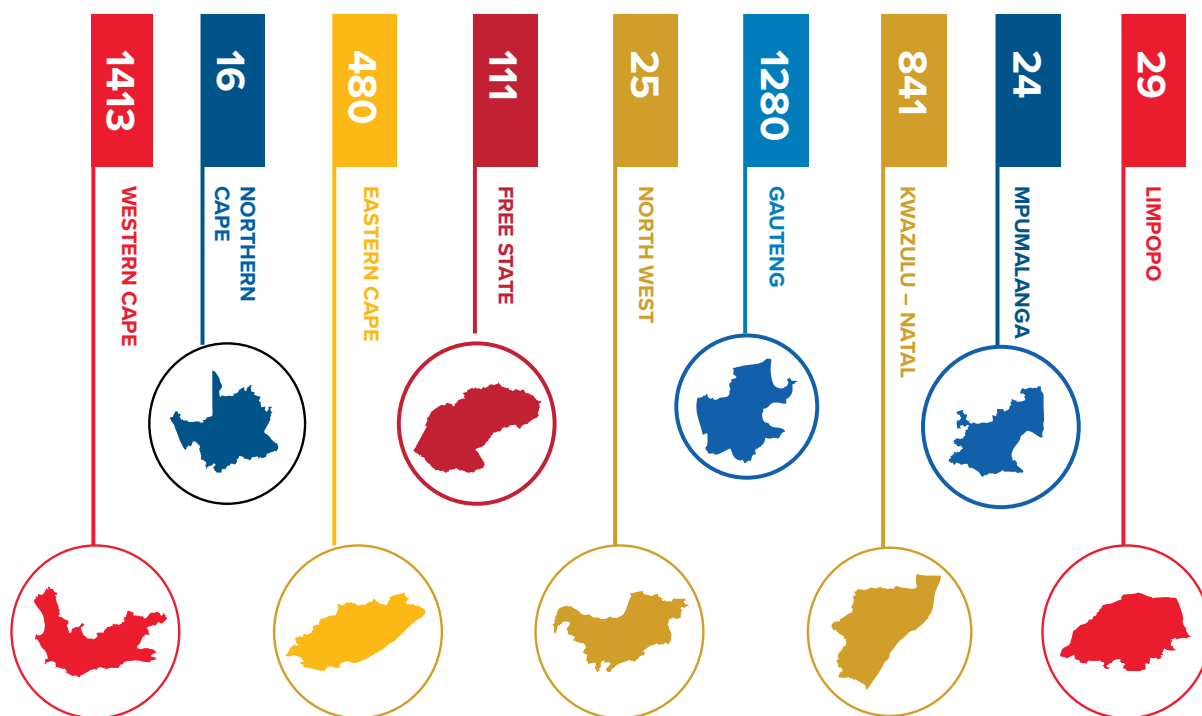 1413
WESTERN CAPE
16
NORTHERN
CAPE
480
EASTERN CAPE
111
FREE STATE
25
NORTH WEST
1280
GAUTENG
841
KWAZULU – NATAL
24
MPUMALANGA
29
LIMPOPO